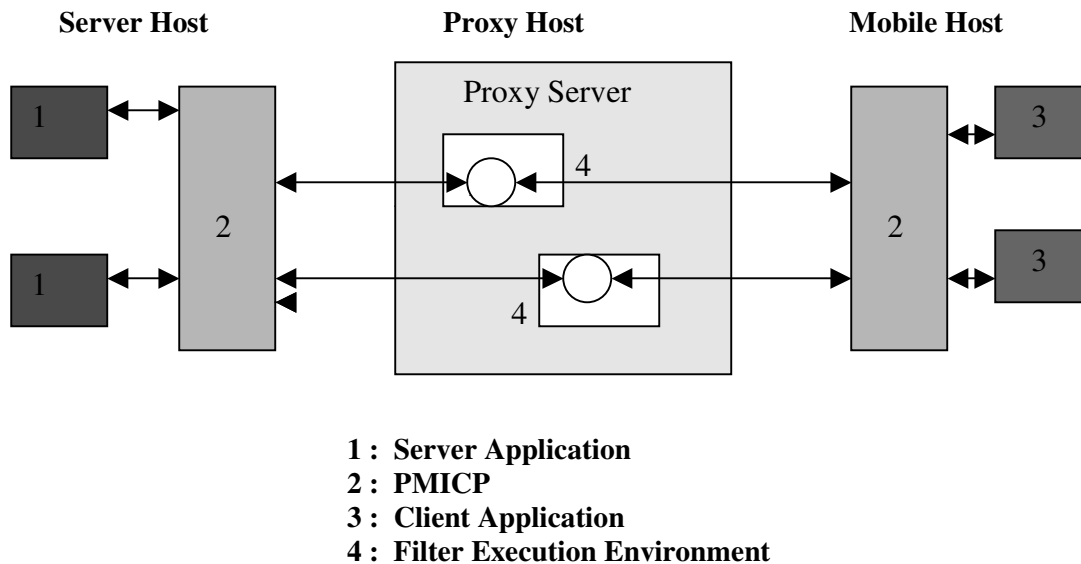 Server Host
Proxy Host
Mobile Host
Proxy Server
1
3
4
2
2
1
3
4
1 : Server Application
2 : PMICP
3 : Client Application
4 : Filter Execution Environment